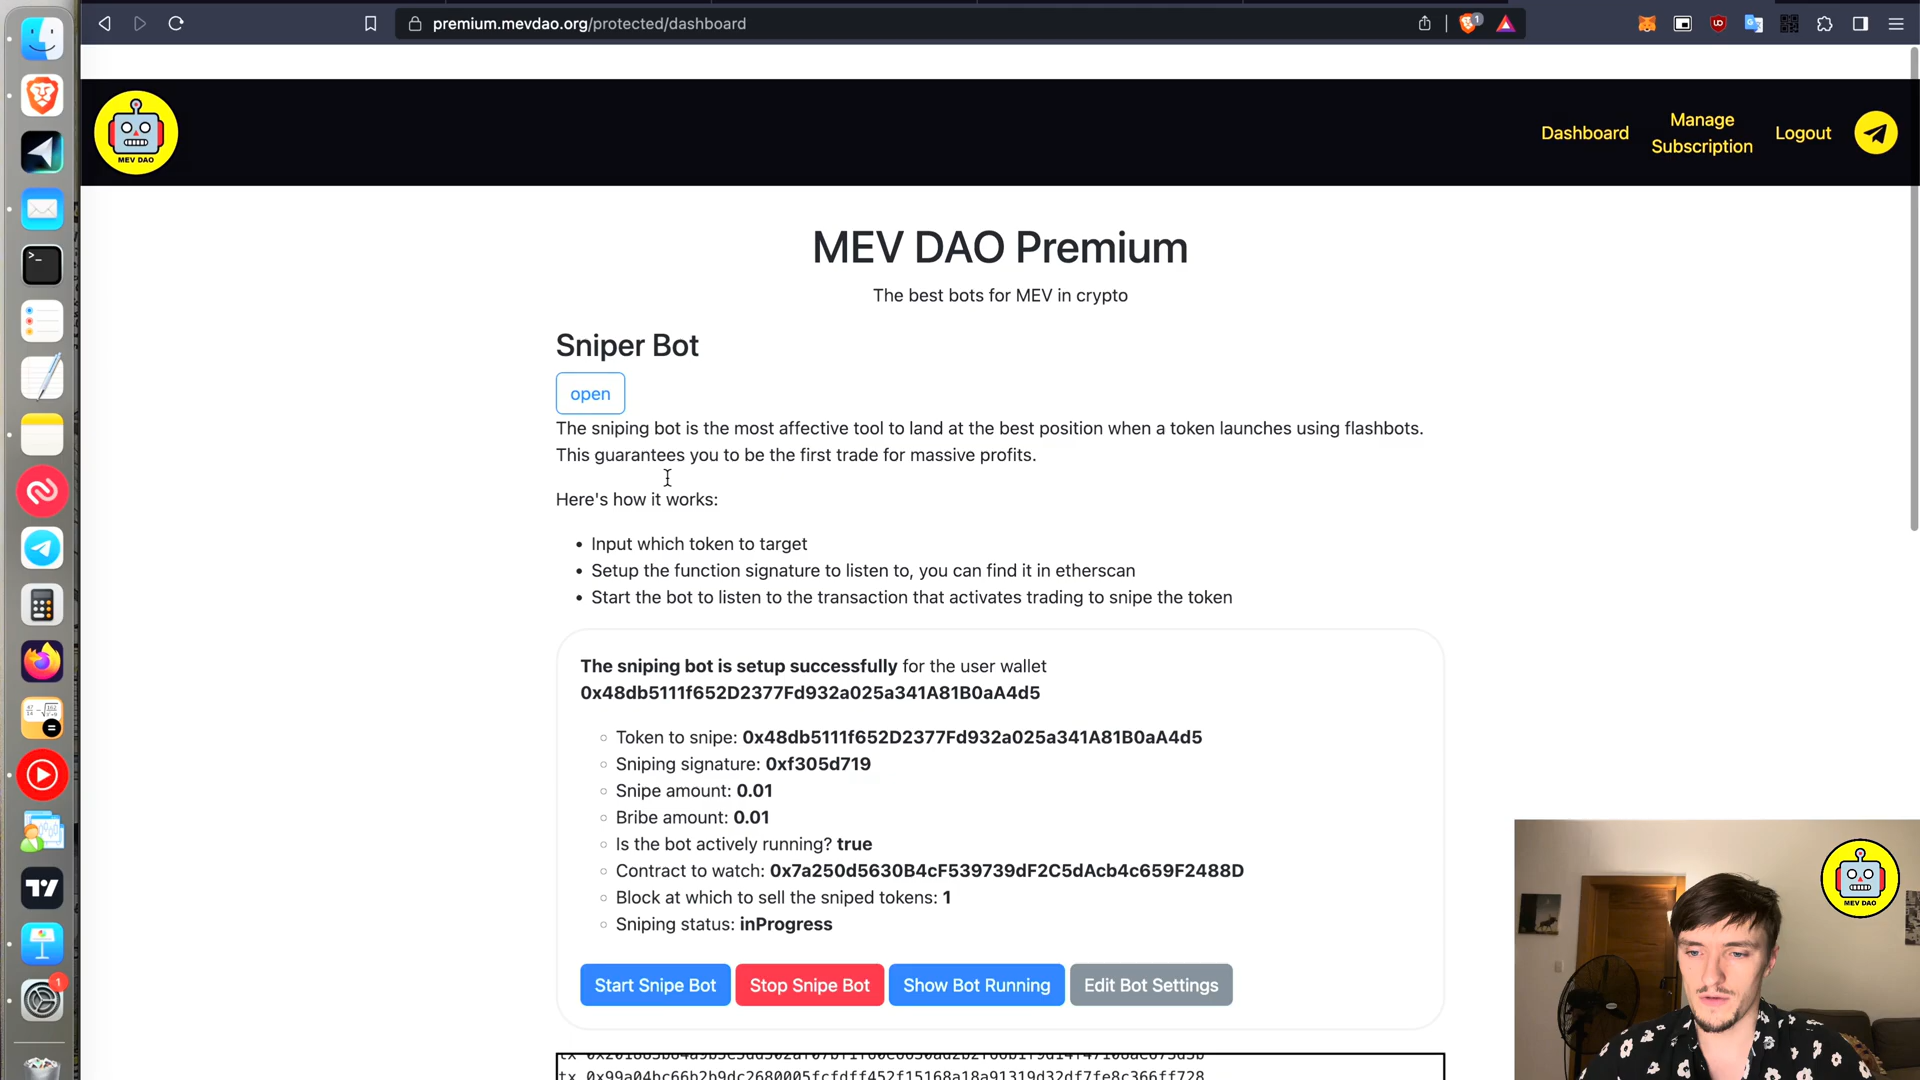 premium.mevdao.org/protected/dashboard
1
MEV DAO
Dashboard
Manage
Subscription
Logout
MEV DAO Premium
The best bots for MEV in crypto
Sniper Bot
open
The sniping bot is the most affective tool to land at the best position when a token launches using flashbots.
This guarantees you to be the first trade for massive profits.
Here's how it works:
Input which token to target
Setup the function signature to listen to, you can find it in etherscan
Start the bot to listen to the transaction that activates trading to snipe the token
The sniping bot is setup successfully for the user wallet
0x48db5111f652D2377Fd932a025a341A81B0aA4d5
Token to snipe: 0x48db5111f652D2377Fd932a025a341A81B0aA4d5
Sniping signature: 0xf305d719
Snipe amount: 0.01
Bribe amount: 0.01
Is the bot actively running? true
Contract to watch: 0x7a250d5630B4cF539739dF2C5dAcb4c659F2488D
Block at which to sell the sniped tokens: 1
Sniping status: inProgress
Start Snipe Bot
Stop Snipe Bot
Show Bot Running
Edit Bot Settings
MEV DAO
1